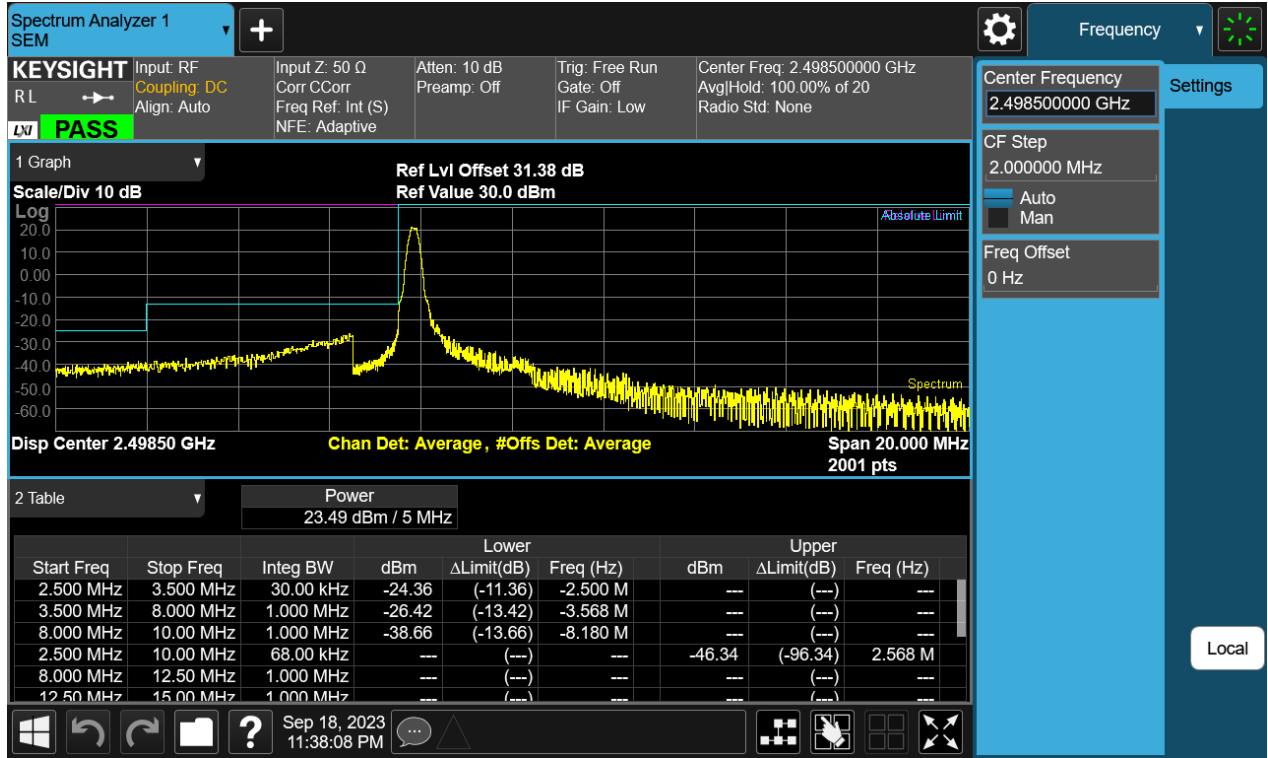 Spectrum Analyzer 1
SEM
Frequency
KEYSIGHT
R L
LXI
PASS
Input: RF
Coupling: DC
Align: Auto
Input Z: 50 Ω
Corr CCorr
Freq Ref: Int (S)
NFE: Adaptive
Atten: 10 dB
Preamp: Off
Trig: Free Run
Gate: Off
IF Gain: Low
Center Freq: 2.498500000 GHz
Avg|Hold: 100.00% of 20
Radio Std: None
Center Frequency
2.498500000 GHz
Settings
CF Step
2.000000 MHz
Auto
Man
Freq Offset
0 Hz
1 Graph
Ref Lvl Offset 31.38 dB
Scale/Div 10 dB
Ref Value 30.0 dBm
Log
Absolute Limit
20.0
10.0
0.00
-10.0
-20.0
-30.0
-40.0
-50.0
-60.0
Spectrum
Disp Center 2.49850 GHz
Chan Det: Average , #Offs Det: Average
Span 20.000 MHz
2001 pts
2 Table
Power
23.49 dBm / 5 MHz
Lower Upper
Start Freq Stop Freq Integ BW dBm ΔLimit(dB) Freq (Hz) dBm ΔLimit(dB) Freq (Hz)
2.500 MHz 3.500 MHz 30.00 kHz -24.36 (-11.36) -2.500 M --- (---) ---
3.500 MHz 8.000 MHz 1.000 MHz -26.42 (-13.42) -3.568 M --- (---) ---
8.000 MHz 10.00 MHz 1.000 MHz -38.66 (-13.66) -8.180 M --- (---) ---
2.500 MHz 10.00 MHz 68.00 kHz --- (---) --- -46.34 (-96.34) 2.568 M
8.000 MHz 12.50 MHz 1.000 MHz --- (---) --- --- (---) ---
12.50 MHz 15.00 MHz 1.000 MHz --- (---) --- --- (---) ---
Local
Sep 18, 2023
11:38:08 PM